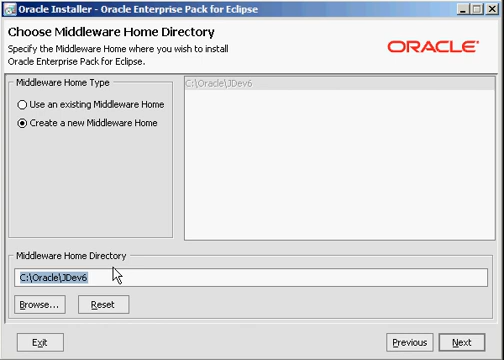 Oracle Installer - Oracle Enterprise Pack for Eclipse
Choose Middleware Home Directory
Specify the Middleware Home where you wish to install
Oracle Enterprise Pack for Eclipse.
ORACLE
Middleware Home Type
Use an existing Middleware Home
Create a new Middleware Home
C:\Oracle\JDev6
Middleware Home Directory
C:\Oracle\JDev6
Browse...
Reset
Exit
Previous
Next